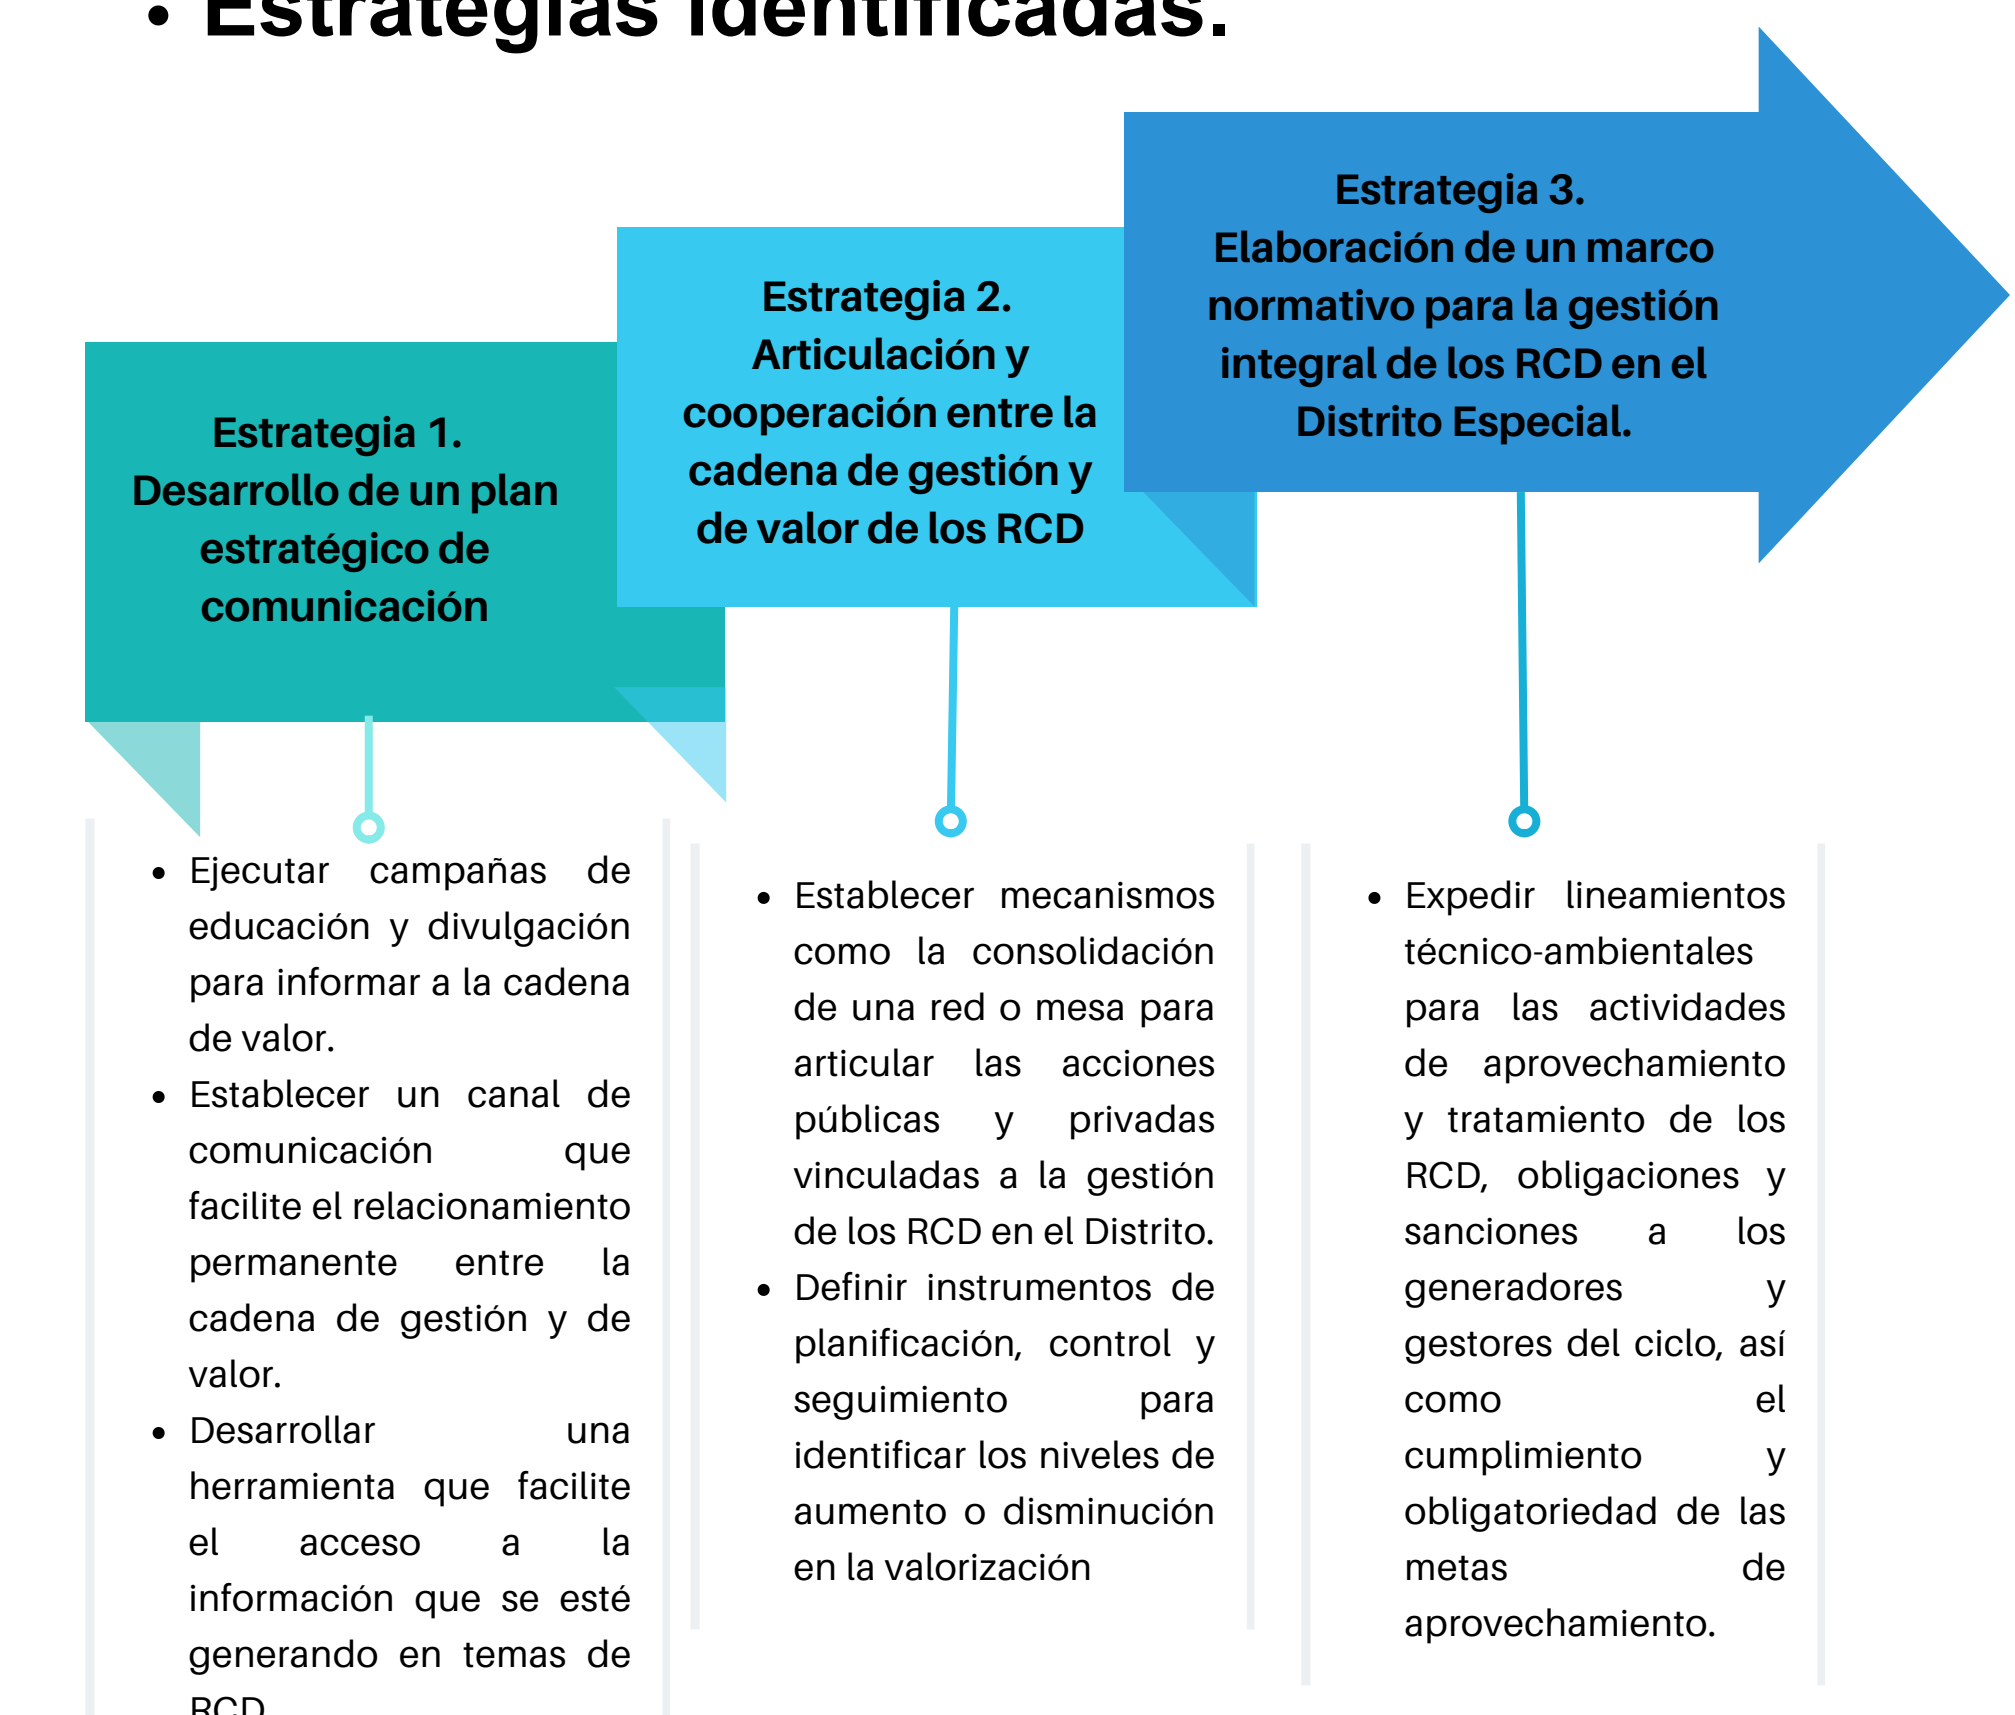 • Estrategias identificadas.
Estrategia 1.
Desarrollo de un plan
estratégico de
comunicación
Estrategia 2.
Articulación y
cooperación entre la
cadena de gestión y
de valor de los RCD
Estrategia 3.
Elaboración de un marco
normativo para la gestión
integral de los RCD en el
Distrito Especial.
• Ejecutar campañas de
educación y divulgación
para informar a la cadena
de valor.
• Establecer un canal de
comunicación que
facilite el relacionamiento
permanente entre la
cadena de gestión y de
valor.
• Desarrollar una
herramienta que facilite
el acceso a la
información que se esté
generando en temas de
RCD
• Establecer mecanismos
como la consolidación
de una red o mesa para
articular las acciones
públicas y privadas
vinculadas a la gestión
de los RCD en el Distrito.
• Definir instrumentos de
planificación, control y
seguimiento para
identificar los niveles de
aumento o disminución
en la valorización
• Expedir lineamientos
técnico-ambientales
para las actividades
de aprovechamiento
y tratamiento de los
RCD, obligaciones y
sanciones a los
generadores y
gestores del ciclo, así
como el
cumplimiento y
obligatoriedad de las
metas de
aprovechamiento.